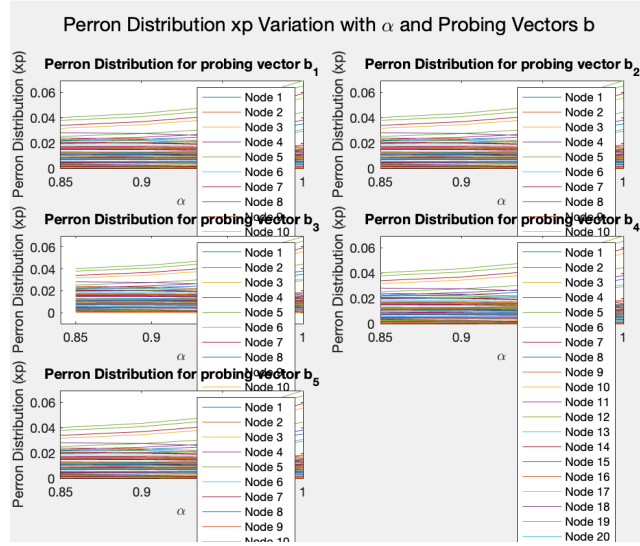 Perron Distribution xp Variation with α and Probing Vectors b
Perron Distribution for probing vector b1
Perron Distribution (xp)
0.06
0.04
0.02
0
0.85
0.9
1
α
Node 1
Node 2
Node 3
Node 4
Node 5
Node 6
Node 7
Node 8
Node 9
Node 10
Perron Distribution for probing vector b2
Perron Distribution (xp)
0.06
0.04
0.02
0
0.85
0.9
1
α
Node 1
Node 2
Node 3
Node 4
Node 5
Node 6
Node 7
Node 8
Node 9
Node 10
Perron Distribution for probing vector b3
Perron Distribution (xp)
0.06
0.04
0.02
0
0.85
0.9
1
α
Node 1
Node 2
Node 3
Node 4
Node 5
Node 6
Node 7
Node 8
Node 9
Node 10
Perron Distribution for probing vector b4
Perron Distribution (xp)
0.06
0.04
0.02
0
0.85
0.9
1
α
Node 1
Node 2
Node 3
Node 4
Node 5
Node 6
Node 7
Node 8
Node 9
Node 10
Node 11
Node 12
Node 13
Node 14
Node 15
Node 16
Node 17
Node 18
Node 19
Node 20
Perron Distribution for probing vector b5
Perron Distribution (xp)
0.06
0.04
0.02
0
0.85
0.9
1
α
Node 1
Node 2
Node 3
Node 4
Node 5
Node 6
Node 7
Node 8
Node 9
Node 10